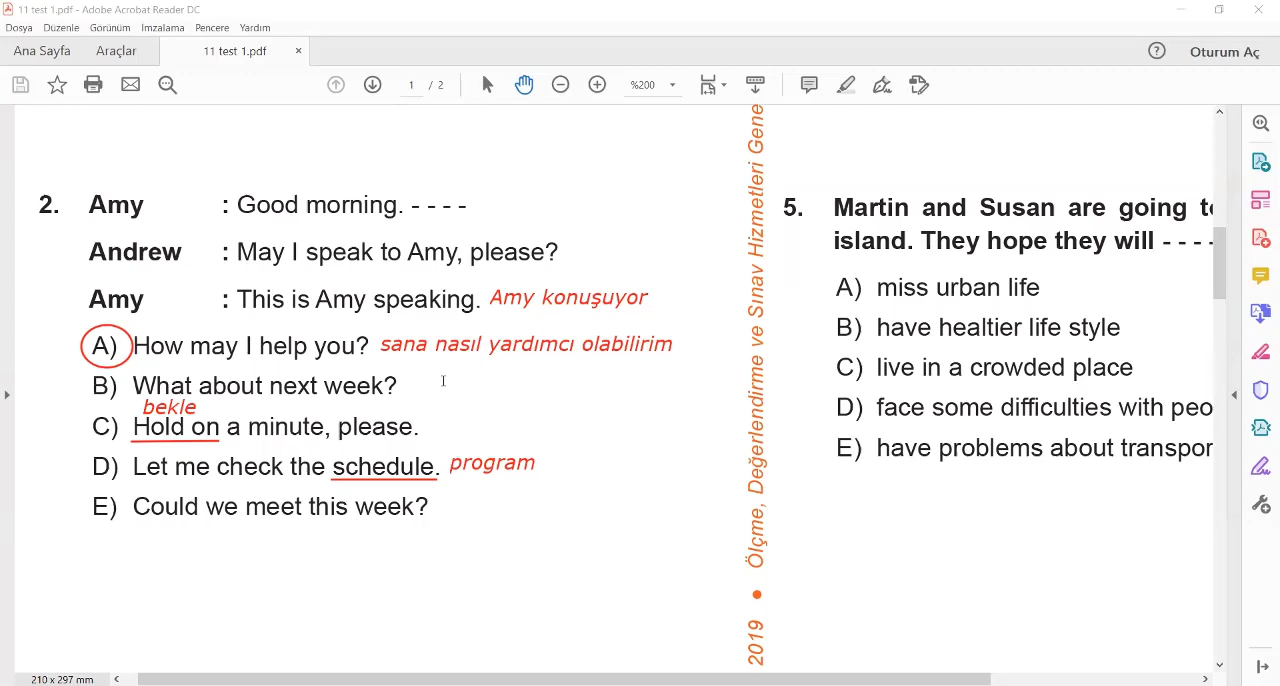 11 test 1.pdf - Adobe Acrobat Reader DC
Dosya Düzenle Görünüm İmzalama Pencere Yardım
Ana Sayfa Araçlar 11 test 1.pdf × ? Oturum Aç
1 / 2 %200
2. Amy : Good morning. - - - -
Andrew : May I speak to Amy, please?
Amy : This is Amy speaking. Amy konuşuyor
A) How may I help you? sana nasıl yardımcı olabilirim
B) What about next week?
bekle
C) Hold on a minute, please.
D) Let me check the schedule. program
E) Could we meet this week?
2019 • Ölçme, Değerlendirme ve Sınav Hizmetleri Gene
5. Martin and Susan are going to
island. They hope they will - - - -
A) miss urban life
B) have healthier life style
C) live in a crowded place
D) face some difficulties with peo
E) have problems about transpor
210 x 297 mm